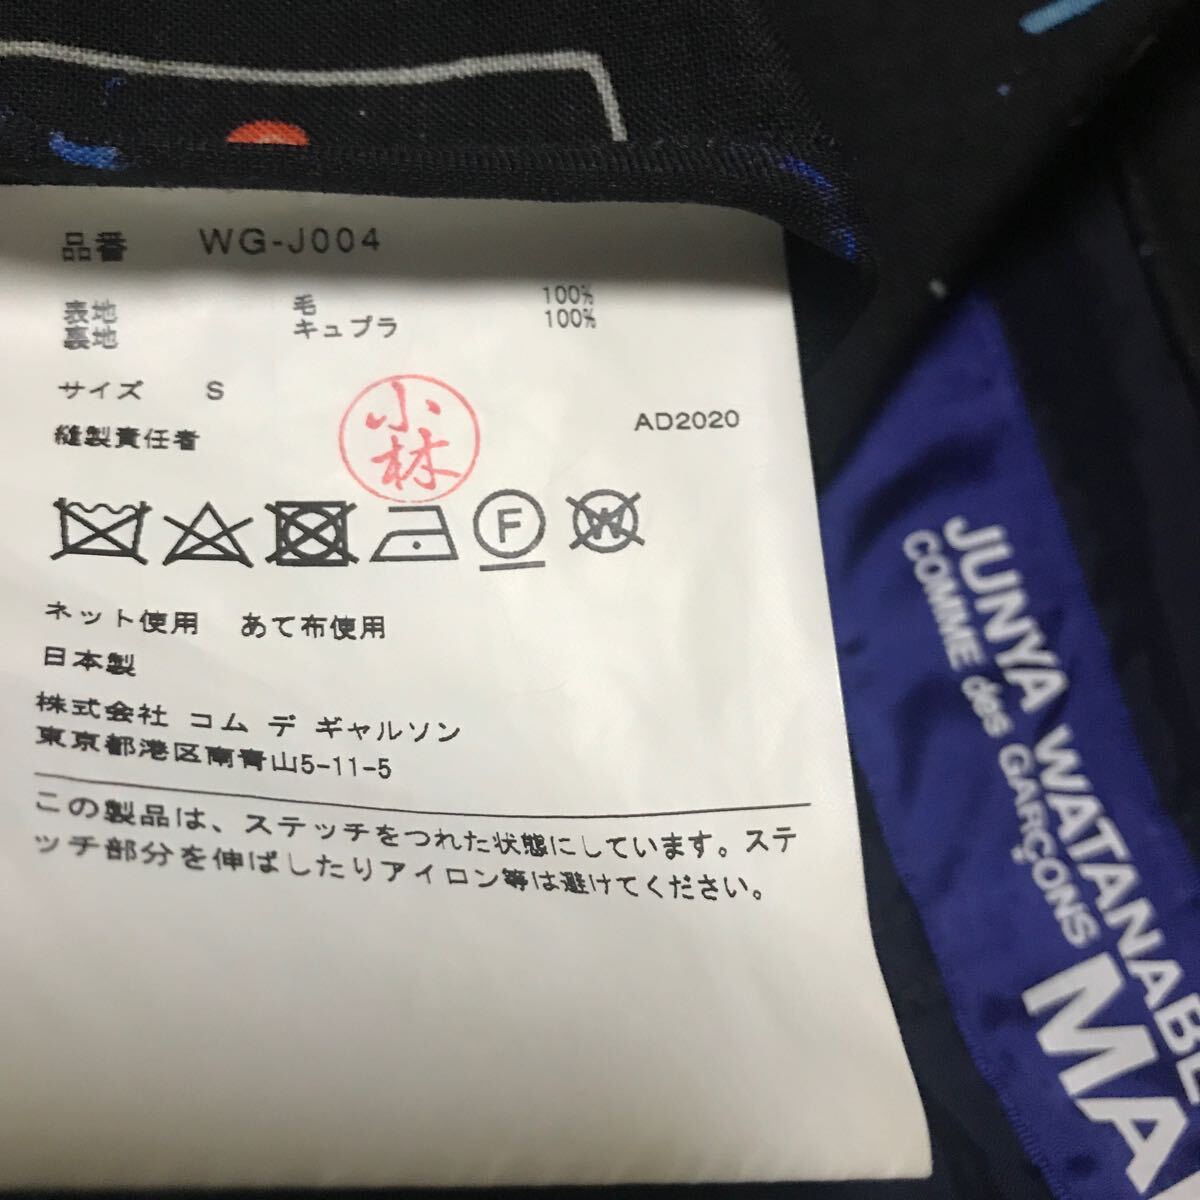 品番 WG-J004
表地 毛 100%
裏地 キュプラ 100%
サイズ S
小林
AD2020
縫製責任者
F
W
ネット使用 あて布使用
日本製
株式会社 コム デ ギャルソン
東京都港区南青山5-11-5
この製品は、ステッチをつれた状態にしています。ステ
ッチ部分を伸ばしたりアイロン等は避けてください。
JUNYA WATANABE
COMME des GARÇONS
MA